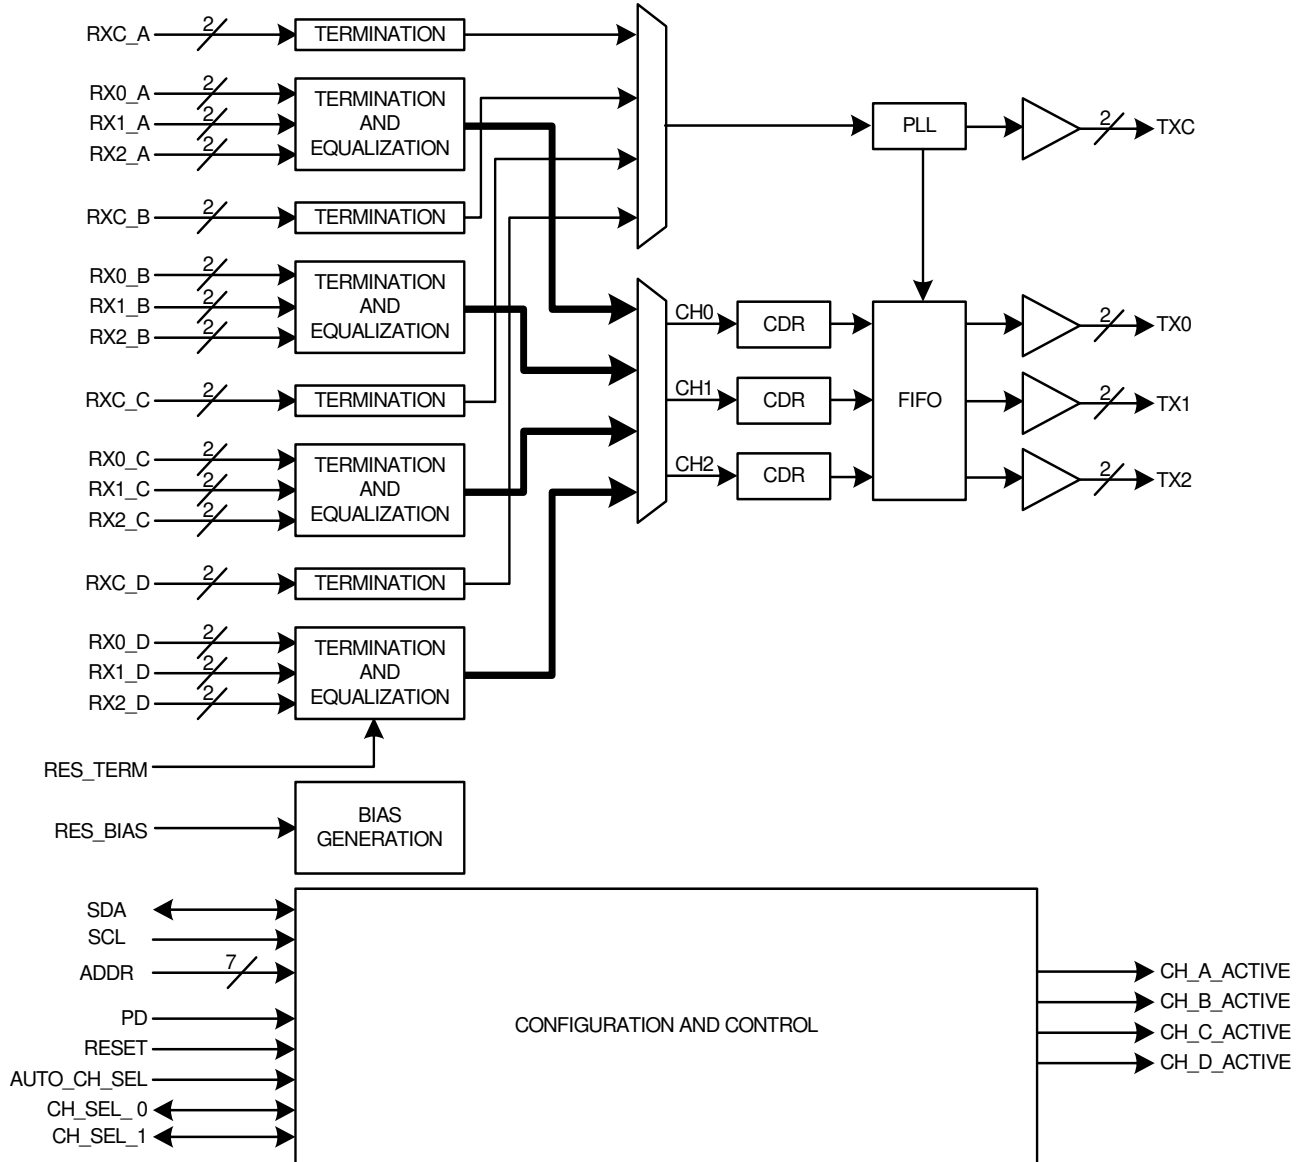 RXC_A
2
TERMINATION
RX0_A
2
RX1_A
2
RX2_A
2
TERMINATION
AND
EQUALIZATION
PLL
2
TXC
RXC_B
2
TERMINATION
RX0_B
2
RX1_B
2
RX2_B
2
TERMINATION
AND
EQUALIZATION
CH0
CDR
2
TX0
RXC_C
2
TERMINATION
CH1
CDR
FIFO
2
TX1
RX0_C
2
RX1_C
2
RX2_C
2
TERMINATION
AND
EQUALIZATION
CH2
CDR
2
TX2
RXC_D
2
TERMINATION
RX0_D
2
RX1_D
2
RX2_D
2
TERMINATION
AND
EQUALIZATION
RES_TERM
RES_BIAS
BIAS
GENERATION
SDA
SCL
ADDR
7
PD
RESET
AUTO_CH_SEL
CH_SEL_ 0
CH_SEL_1
CONFIGURATION AND CONTROL
CH_A_ACTIVE
CH_B_ACTIVE
CH_C_ACTIVE
CH_D_ACTIVE